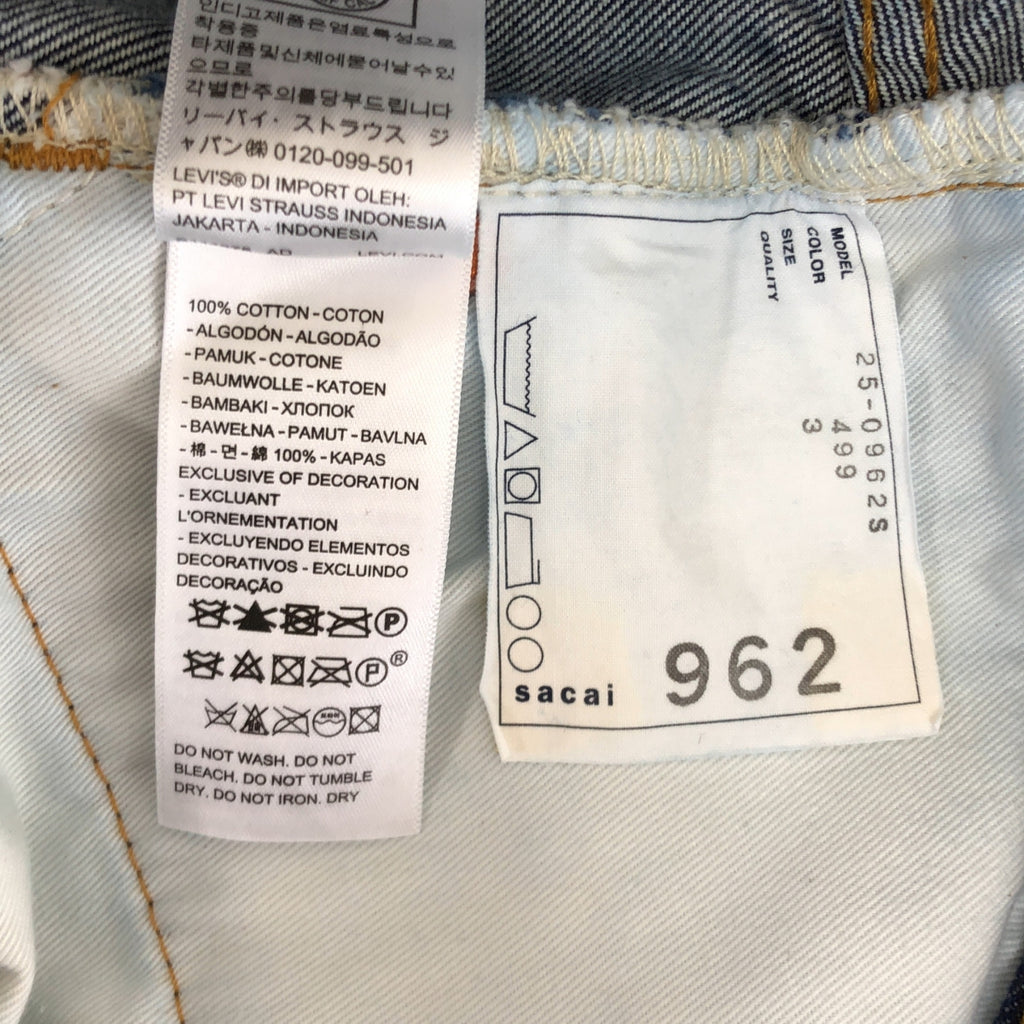 인디고제품은염료특성으로
착용중
타제품및신체에묻어날수있
으므로
각별한주의를당부드립니다
リーバイ・ストラウス ジ
ャパン㈱ 0120-099-501
LEVI'S® DI IMPORT OLEH:
PT LEVI STRAUSS INDONESIA
JAKARTA - INDONESIA
100% COTTON - COTON
- ALGODÓN - ALGODÃO
- PAMUK - COTONE
- BAUMWOLLE - KATOEN
- BAMBAKI - ХЛОПОК
- BAWEŁNA - PAMUT - BAVLNA
- 棉 - 면 - 綿 100% - KAPAS
EXCLUSIVE OF DECORATION
- EXCLUANT
L'ORNEMENTATION
- EXCLUYENDO ELEMENTOS
DECORATIVOS - EXCLUINDO
DECORAÇÃO
P
P ®
DO NOT WASH. DO NOT
BLEACH. DO NOT TUMBLE
DRY. DO NOT IRON. DRY
MODEL 25-0962S
COLOR 499
SIZE 3
QUALITY
sacai 962